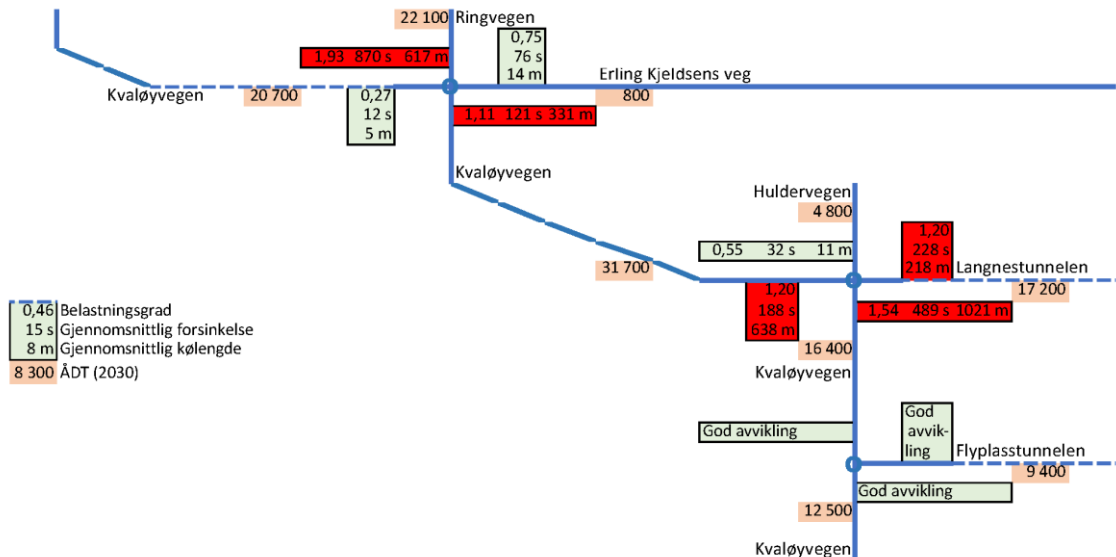 22 100 Ringvegen
1,93 870 s 617 m
0,75
76 s
14 m
Erling Kjeldsens veg
Kvaløyvegen 20 700
0,27
12 s
5 m
800
1,11 121 s 331 m
Kvaløyvegen
Huldervegen
4 800
0,55 32 s 11 m
1,20
228 s
218 m
31 700
Langnestunnelen
17 200
1,20
188 s
638 m
1,54 489 s 1021 m
16 400
Kvaløyvegen
0,46 Belastningsgrad
15 s Gjennomsnittlig forsinkelse
8 m Gjennomsnittlig kølengde
8 300 ÅDT (2030)
God avvikling
God
avvik-
ling
Flyplasstunnelen
9 400
God avvikling
12 500
Kvaløyvegen